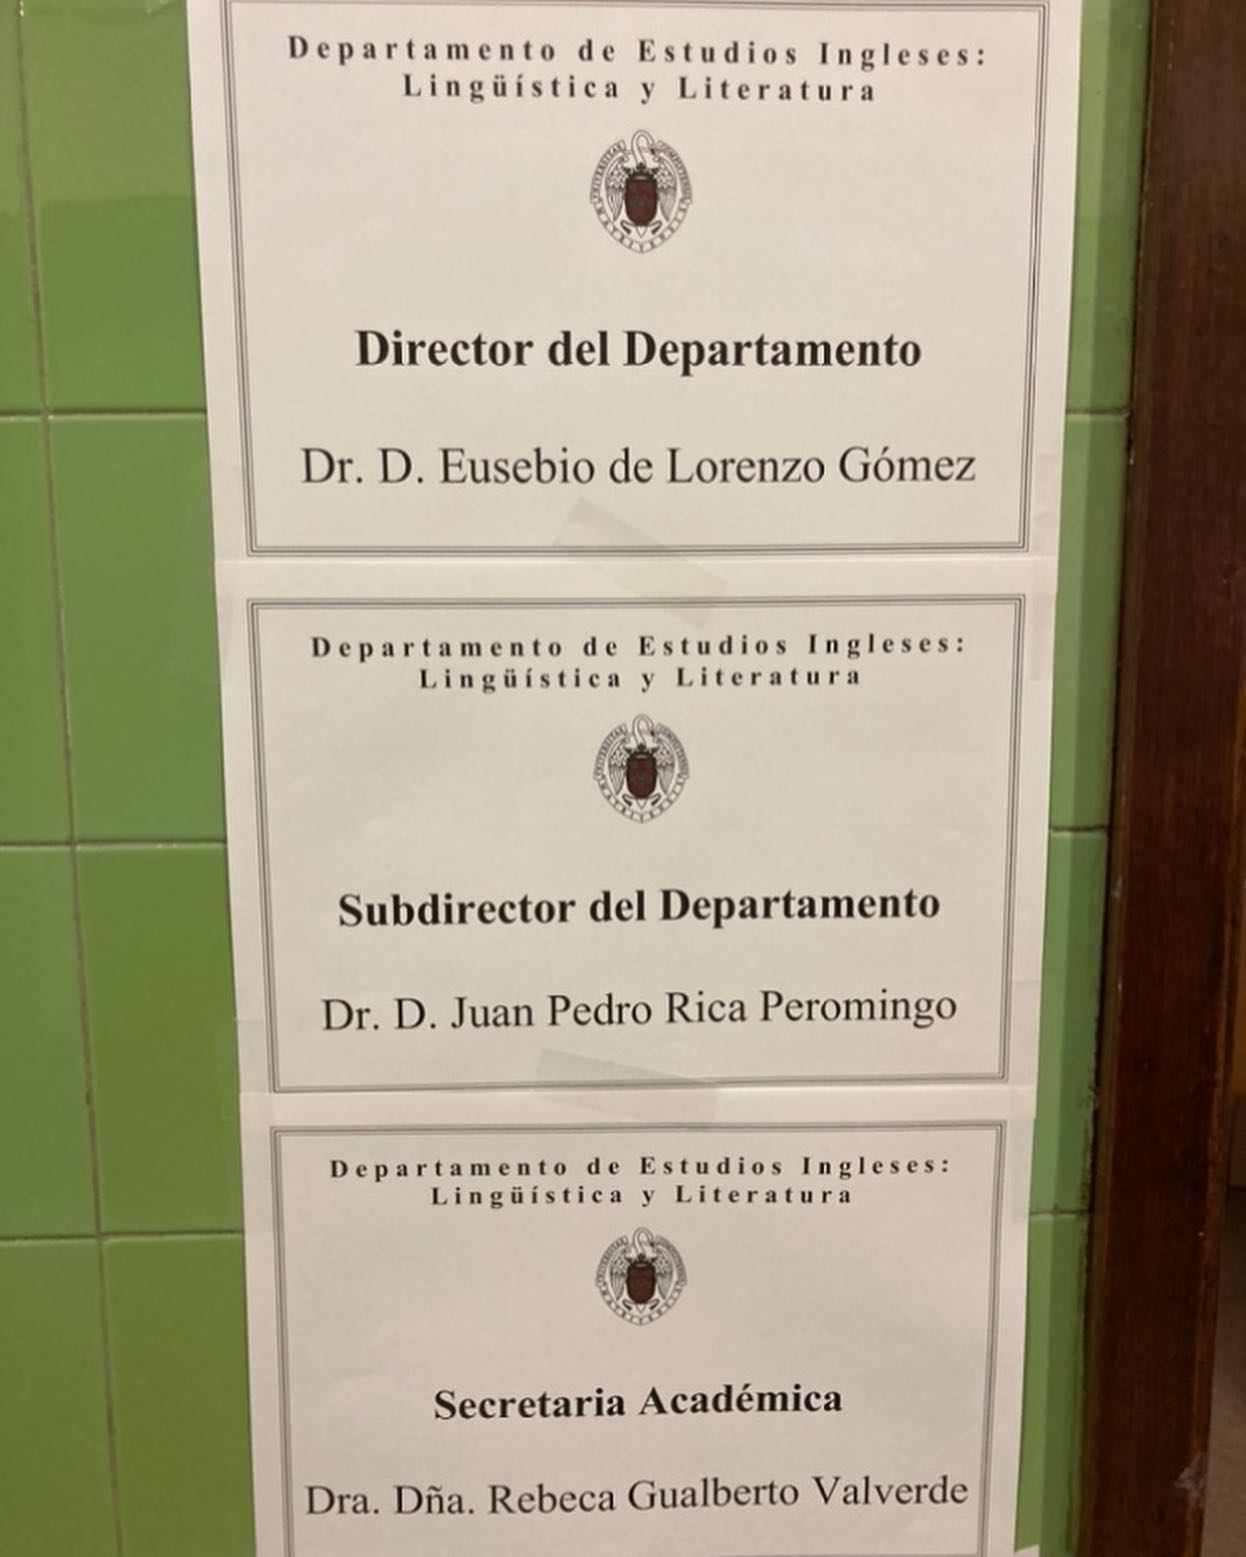 Departamento de Estudios Ingleses:
Lingüística y Literatura
Director del Departamento
Dr. D. Eusebio de Lorenzo Gómez
Departamento de Estudios Ingleses:
Lingüística y Literatura
Subdirector del Departamento
Dr. D. Juan Pedro Rica Peromingo
Departamento de Estudios Ingleses:
Lingüística y Literatura
Secretaria Académica
Dra. Dña. Rebeca Gualberto Valverde